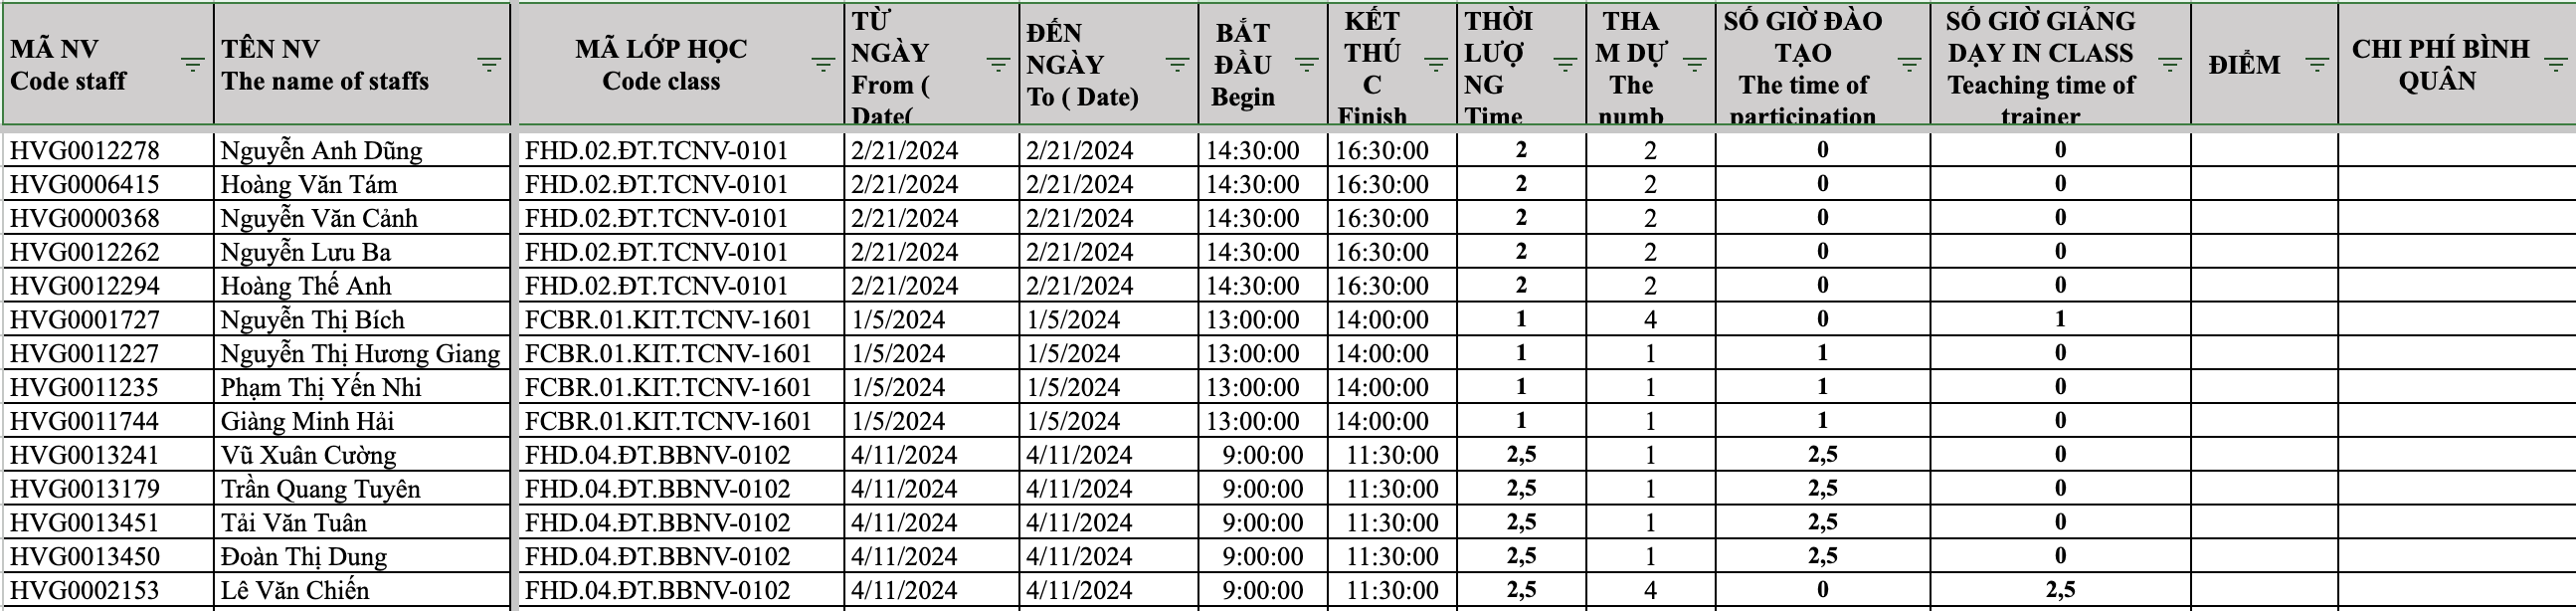 MÃ NV Code staff | TÊN NV The name of staffs | MÃ LỚP HỌC Code class | TỪ NGÀY From ( Date( | ĐẾN NGÀY To ( Date) | BẮT ĐẦU Begin | KẾT THÚC Finish | THỜI LƯỢNG Time | THAM DỰ The numb | SỐ GIỜ ĐÀO TẠO The time of participation | SỐ GIỜ GIẢNG DẠY IN CLASS Teaching time of trainer | ĐIỂM | CHI PHÍ BÌNH QUÂN
HVG0012278 | Nguyễn Anh Dũng | FHD.02.ĐT.TCNV-0101 | 2/21/2024 | 2/21/2024 | 14:30:00 | 16:30:00 | 2 | 2 | 0 | 0
HVG0006415 | Hoàng Văn Tám | FHD.02.ĐT.TCNV-0101 | 2/21/2024 | 2/21/2024 | 14:30:00 | 16:30:00 | 2 | 2 | 0 | 0
HVG0000368 | Nguyễn Văn Cảnh | FHD.02.ĐT.TCNV-0101 | 2/21/2024 | 2/21/2024 | 14:30:00 | 16:30:00 | 2 | 2 | 0 | 0
HVG0012262 | Nguyễn Lưu Ba | FHD.02.ĐT.TCNV-0101 | 2/21/2024 | 2/21/2024 | 14:30:00 | 16:30:00 | 2 | 2 | 0 | 0
HVG0012294 | Hoàng Thế Anh | FHD.02.ĐT.TCNV-0101 | 2/21/2024 | 2/21/2024 | 14:30:00 | 16:30:00 | 2 | 2 | 0 | 0
HVG0001727 | Nguyễn Thị Bích | FCBR.01.KIT.TCNV-1601 | 1/5/2024 | 1/5/2024 | 13:00:00 | 14:00:00 | 1 | 4 | 0 | 1
HVG0011227 | Nguyễn Thị Hương Giang | FCBR.01.KIT.TCNV-1601 | 1/5/2024 | 1/5/2024 | 13:00:00 | 14:00:00 | 1 | 1 | 1 | 0
HVG0011235 | Phạm Thị Yến Nhi | FCBR.01.KIT.TCNV-1601 | 1/5/2024 | 1/5/2024 | 13:00:00 | 14:00:00 | 1 | 1 | 1 | 0
HVG0011744 | Giàng Minh Hải | FCBR.01.KIT.TCNV-1601 | 1/5/2024 | 1/5/2024 | 13:00:00 | 14:00:00 | 1 | 1 | 1 | 0
HVG0013241 | Vũ Xuân Cường | FHD.04.ĐT.BBNV-0102 | 4/11/2024 | 4/11/2024 | 9:00:00 | 11:30:00 | 2,5 | 1 | 2,5 | 0
HVG0013179 | Trần Quang Tuyên | FHD.04.ĐT.BBNV-0102 | 4/11/2024 | 4/11/2024 | 9:00:00 | 11:30:00 | 2,5 | 1 | 2,5 | 0
HVG0013451 | Tải Văn Tuân | FHD.04.ĐT.BBNV-0102 | 4/11/2024 | 4/11/2024 | 9:00:00 | 11:30:00 | 2,5 | 1 | 2,5 | 0
HVG0013450 | Đoàn Thị Dung | FHD.04.ĐT.BBNV-0102 | 4/11/2024 | 4/11/2024 | 9:00:00 | 11:30:00 | 2,5 | 1 | 2,5 | 0
HVG0002153 | Lê Văn Chiến | FHD.04.ĐT.BBNV-0102 | 4/11/2024 | 4/11/2024 | 9:00:00 | 11:30:00 | 2,5 | 4 | 0 | 2,5